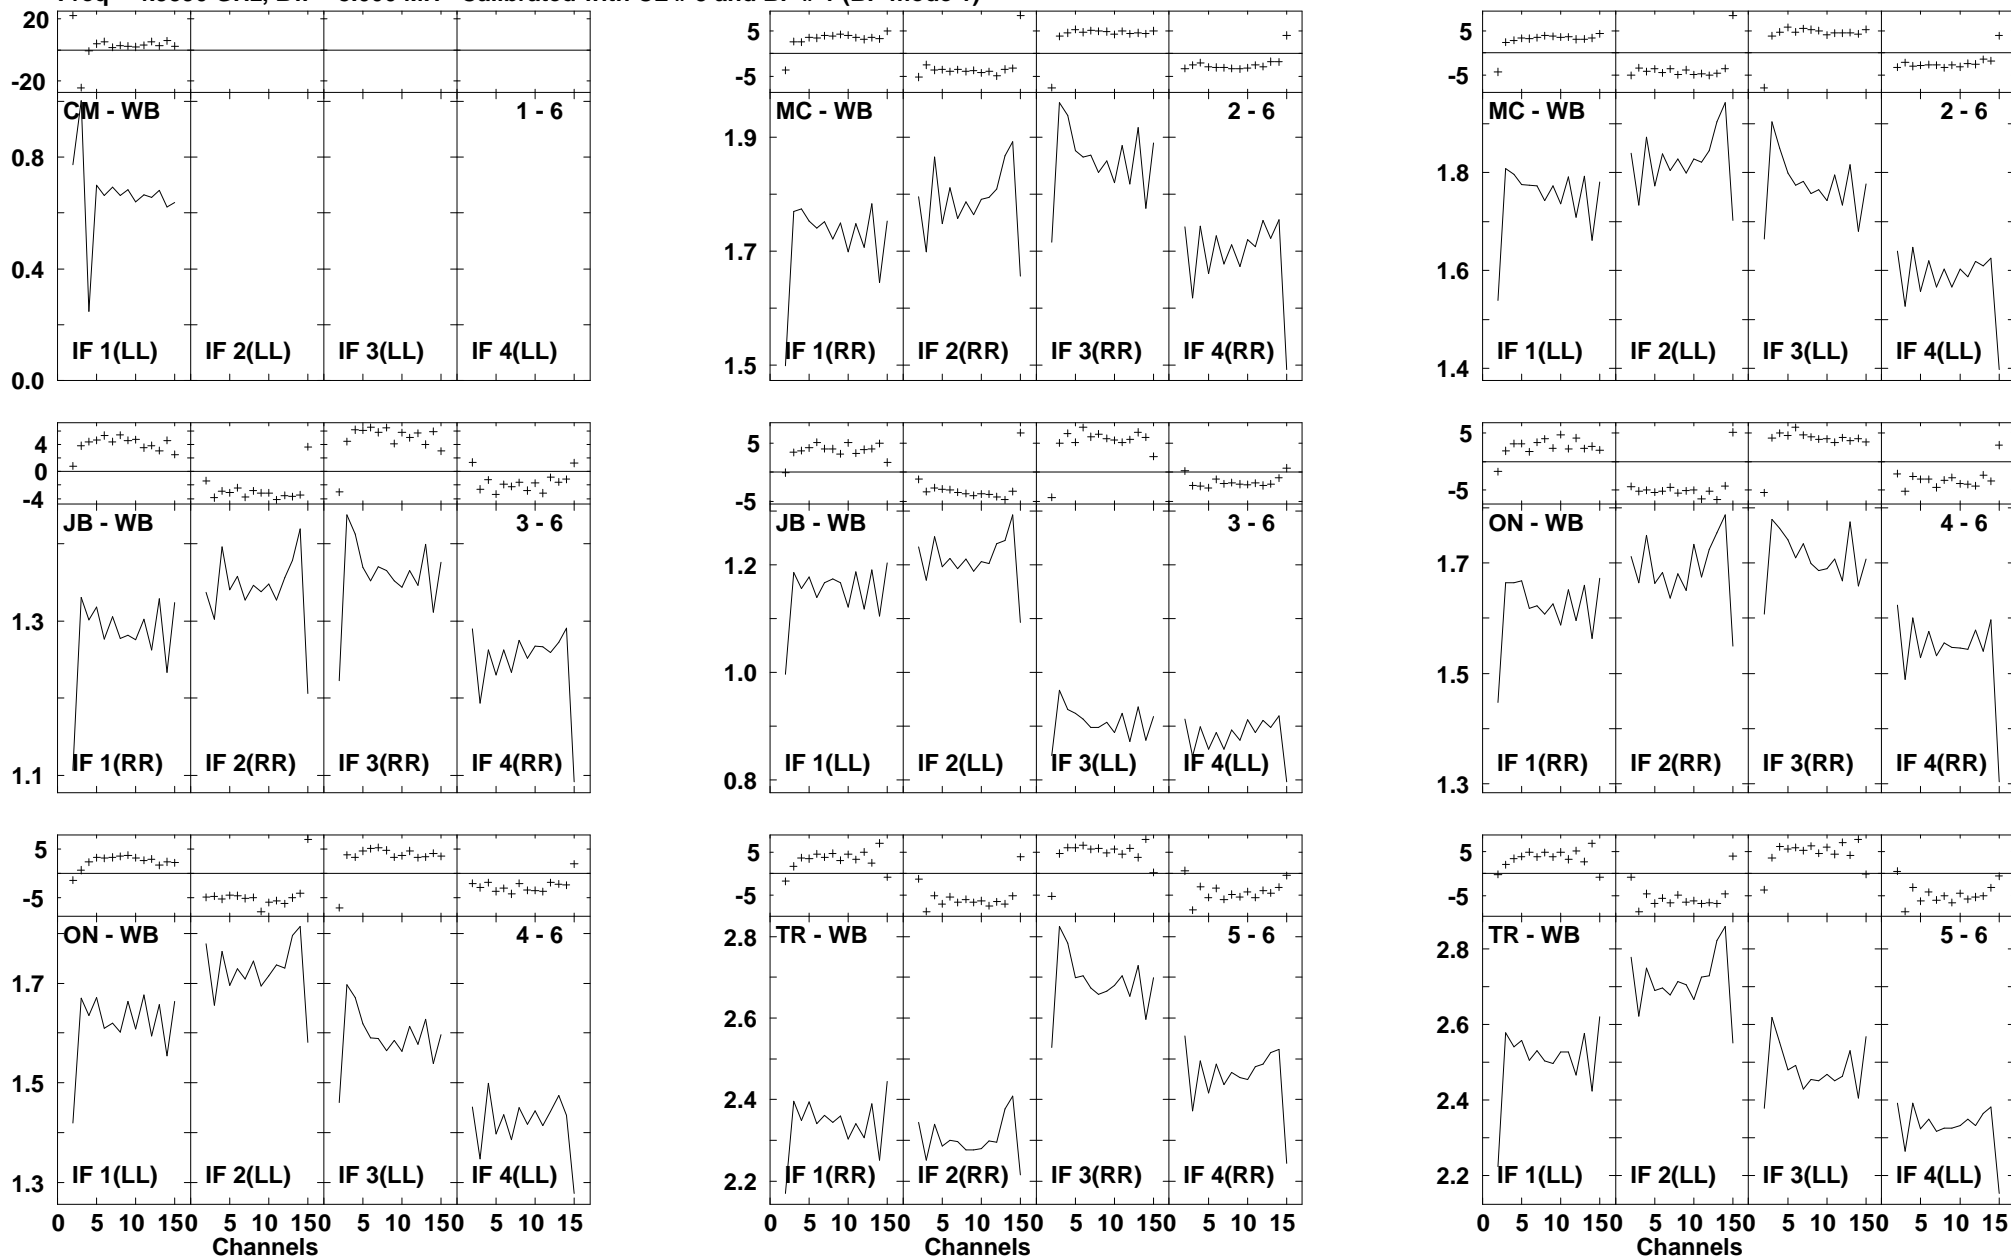 20
-20
CM - WB
1 - 6
0.8
0.4
0.0
IF 1(LL)
IF 2(LL)
IF 3(LL)
IF 4(LL)
5
-5
MC - WB
2 - 6
1.9
1.7
1.5
IF 1(RR)
IF 2(RR)
IF 3(RR)
IF 4(RR)
5
-5
MC - WB
2 - 6
1.8
1.6
1.4
IF 1(LL)
IF 2(LL)
IF 3(LL)
IF 4(LL)
4
0
-4
JB - WB
3 - 6
1.3
1.1
IF 1(RR)
IF 2(RR)
IF 3(RR)
IF 4(RR)
5
-5
JB - WB
3 - 6
1.2
1.0
0.8
IF 1(LL)
IF 2(LL)
IF 3(LL)
IF 4(LL)
5
-5
ON - WB
4 - 6
1.7
1.5
1.3
IF 1(RR)
IF 2(RR)
IF 3(RR)
IF 4(RR)
5
-5
ON - WB
4 - 6
1.7
1.5
1.3
IF 1(LL)
IF 2(LL)
IF 3(LL)
IF 4(LL)
0 5 10 150 5 10 150 5 10 150 5 10 15
Channels
5
-5
TR - WB
5 - 6
2.8
2.6
2.4
2.2
IF 1(RR)
IF 2(RR)
IF 3(RR)
IF 4(RR)
0 5 10 150 5 10 150 5 10 150 5 10 15
Channels
5
-5
TR - WB
5 - 6
2.8
2.6
2.4
2.2
IF 1(LL)
IF 2(LL)
IF 3(LL)
IF 4(LL)
0 5 10 150 5 10 150 5 10 150 5 10 15
Channels